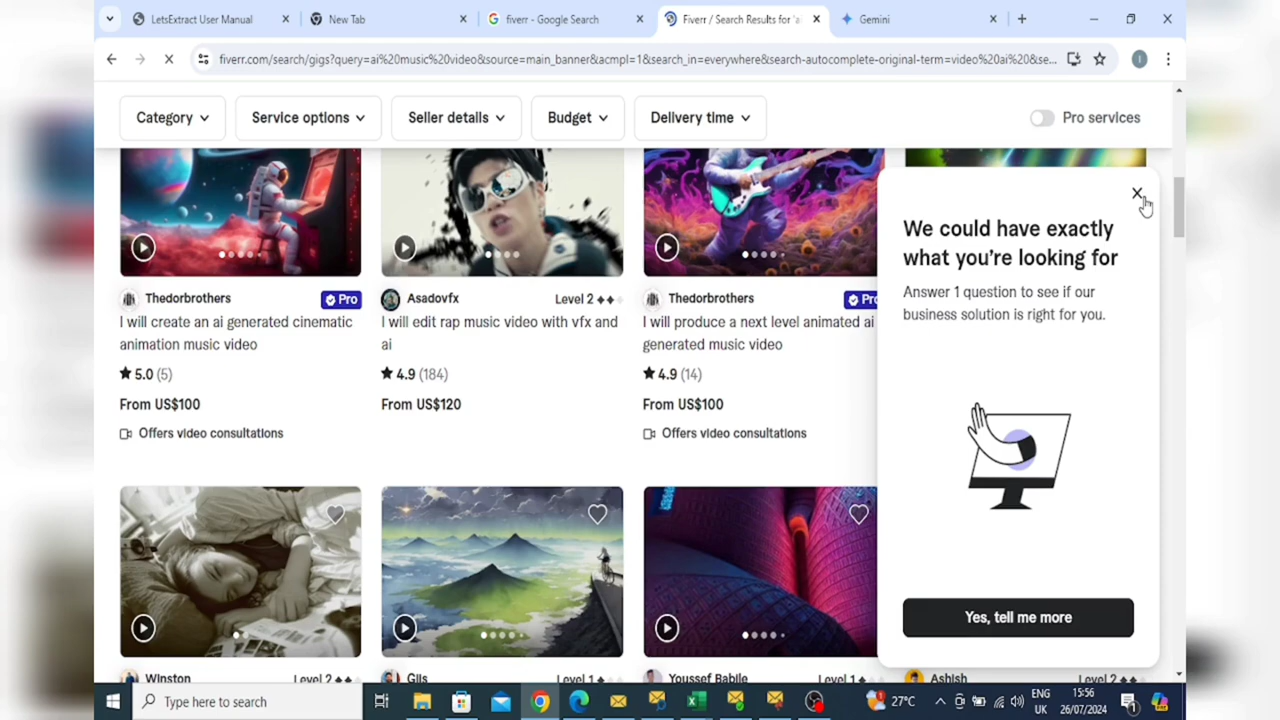 LetsExtract User Manual
New Tab
fiverr - Google Search
Fiverr / Search Results for 'ai
Gemini
fiverr.com/search/gigs?query=ai%20music%20video&source=main_banner&acmpl=1&search_in=everywhere&search-autocomplete-original-term=video%20ai%20&se...
Category
Service options
Seller details
Budget
Delivery time
Pro services
Thedorbrothers
Pro
I will create an ai generated cinematic
animation music video
5.0 (5)
From US$100
Offers video consultations
Asadovfx
Level 2
I will edit rap music video with vfx and
ai
4.9 (184)
From US$120
Thedorbrothers
Pro
I will produce a next level animated ai
generated music video
4.9 (14)
From US$100
Offers video consultations
We could have exactly
what you're looking for
Answer 1 question to see if our
business solution is right for you.
Yes, tell me more
Winston
Level 2
Gils
Level 1
Youssef Babile
Level 1
Ashish
Level 2
Type here to search
27°C
ENG
UK
15:56
26/07/2024